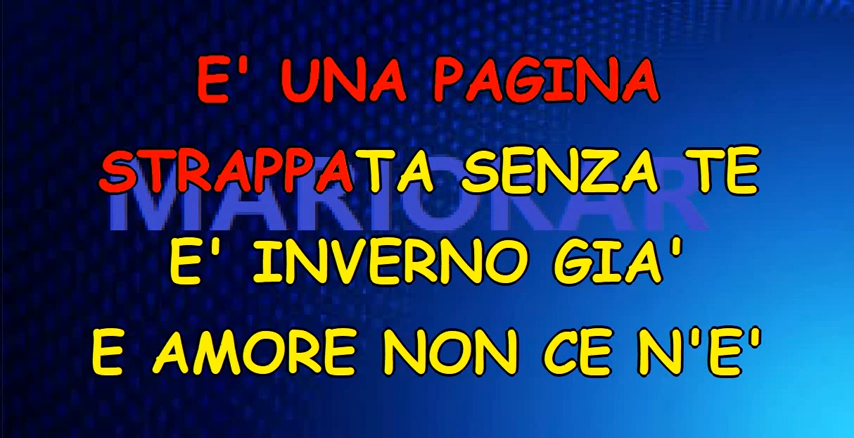 E' UNA PAGINA
STRAPPATA SENZA TE
MARIOKAR
E' INVERNO GIA'
E AMORE NON CE N'E'